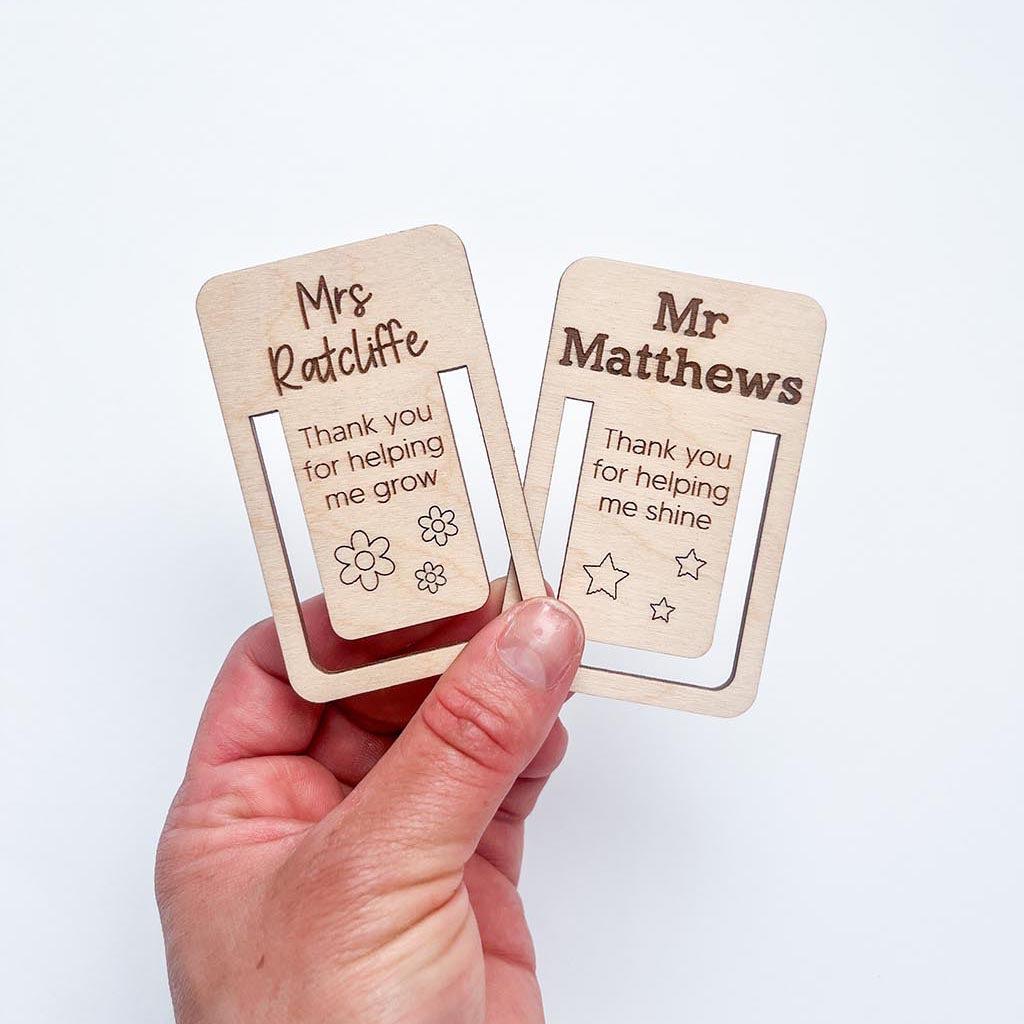 Mrs
Ratcliffe
Thank you
for helping
me grow
Mr
Matthews
Thank you
for helping
me shine